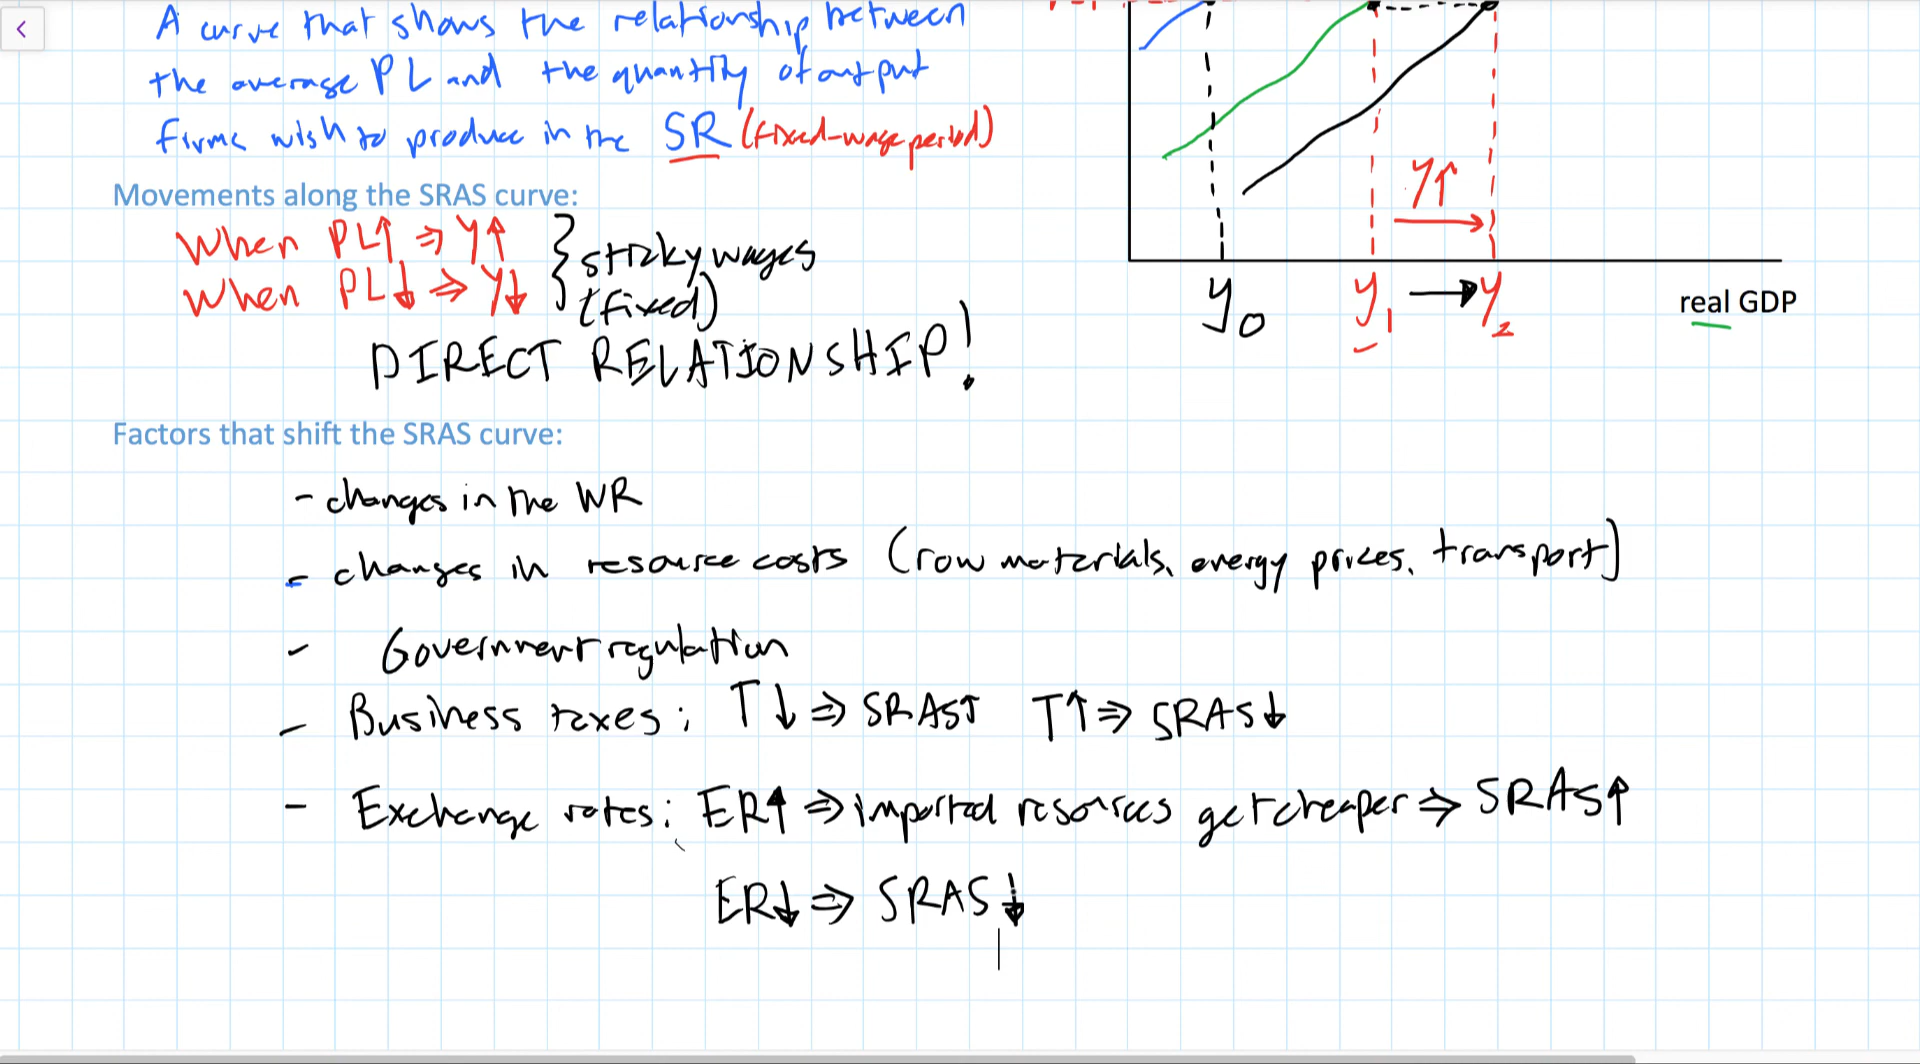 A curve that shows the relationship between
the average PL and the quantity of output
firms wish to produce in the SR (fixed-wage period)
Movements along the SRAS curve:
When PL↑ ⇒ Y↑
When PL↓ ⇒ Y↓
} sticky wages
(fixed)
DIRECT RELATIONSHIP!
Y↑
Y0 Y1 → Y2
real GDP
Factors that shift the SRAS curve:
- changes in the WR
- changes in resource costs (raw materials, energy prices, transport)
- Government regulation
- Business taxes: T↓ ⇒ SRAS↑ T↑ ⇒ SRAS↓
- Exchange rates: ER↑ ⇒ imported resources get cheaper ⇒ SRAS↑
ER↓ ⇒ SRAS↓